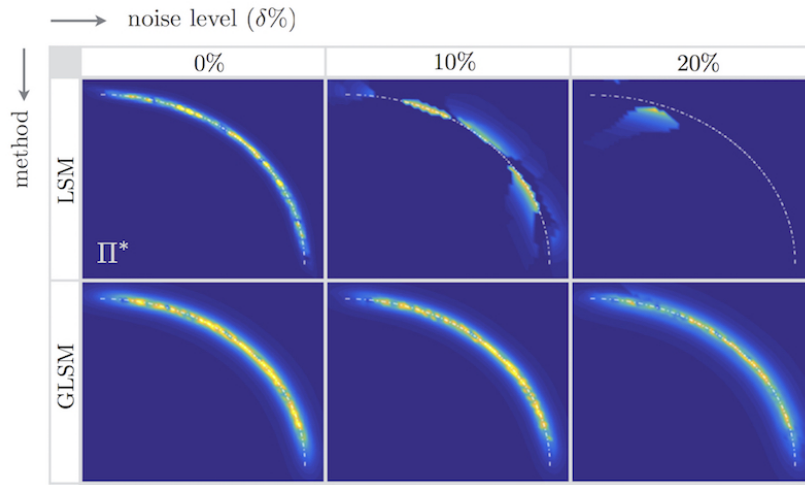 noise level (δ%)
method
0% 10% 20%
LSM
Π*
GLSM